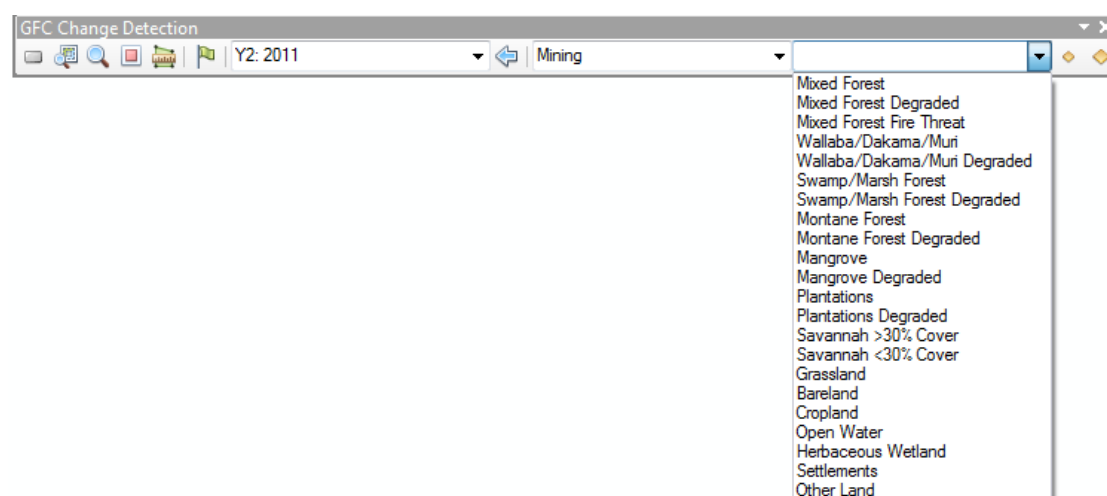 GFC Change Detection
Y2: 2011 Mining
Mixed Forest
Mixed Forest Degraded
Mixed Forest Fire Threat
Wallaba/Dakama/Muri
Wallaba/Dakama/Muri Degraded
Swamp/Marsh Forest
Swamp/Marsh Forest Degraded
Montane Forest
Montane Forest Degraded
Mangrove
Mangrove Degraded
Plantations
Plantations Degraded
Savannah >30% Cover
Savannah <30% Cover
Grassland
Bareland
Cropland
Open Water
Herbaceous Wetland
Settlements
Other Land